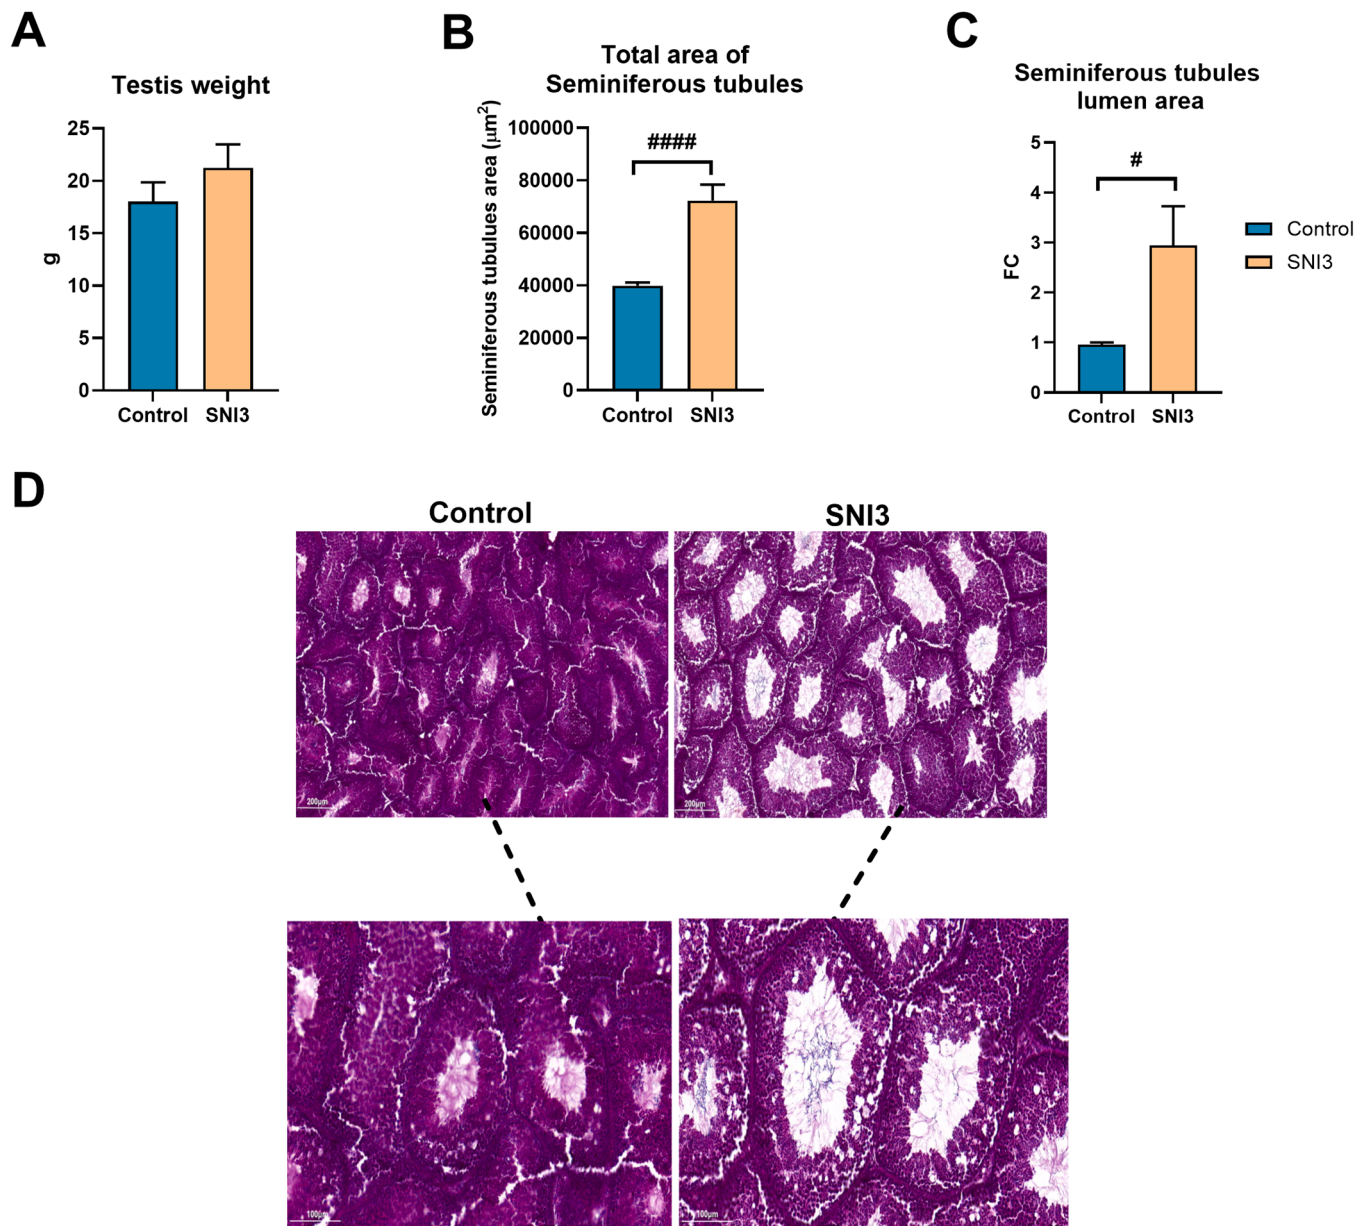 A
Testis weight
g
25
20
15
10
5
0
Control SNI3
B
Total area of
Seminiferous tubules
Seminiferous tubulues area (μm²)
100000
80000
60000
40000
20000
0
####
Control SNI3
C
Seminiferous tubules
lumen area
FC
5
4
3
2
1
0
#
Control SNI3
Control
SNI3
D
Control SNI3
200μm
200μm
100μm
100μm